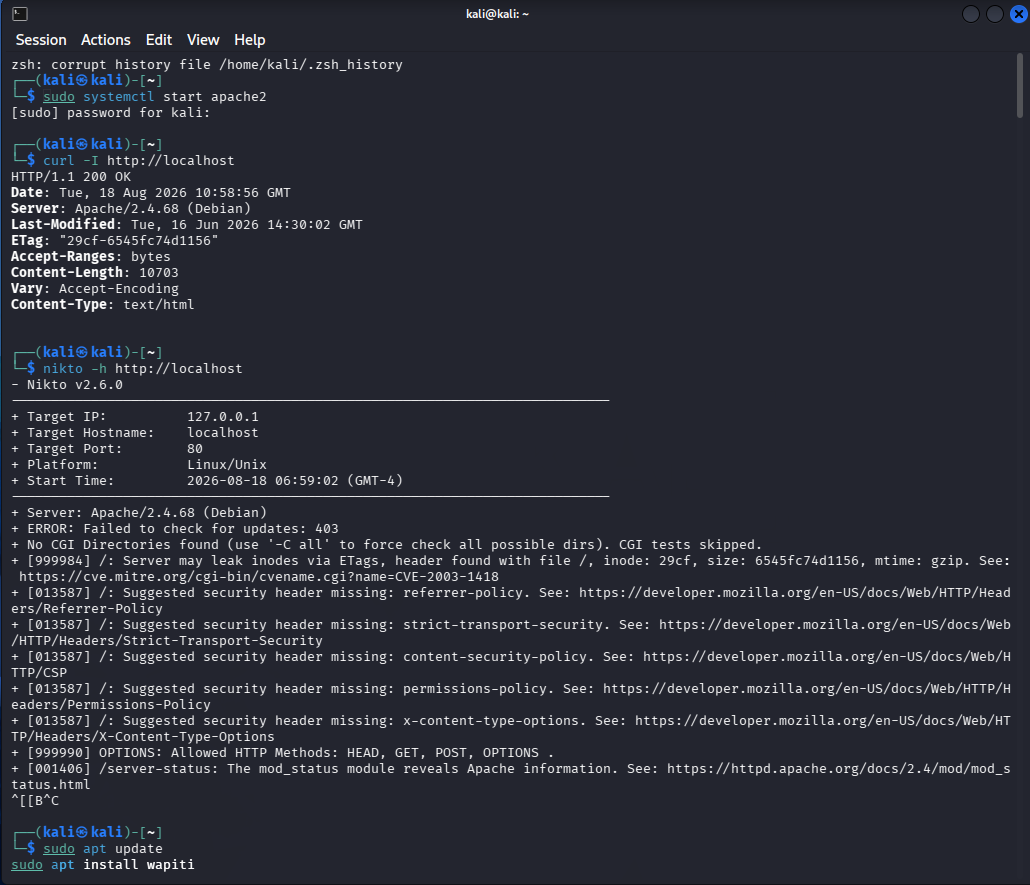 kali@kali: ~
Session Actions Edit View Help
zsh: corrupt history file /home/kali/.zsh_history
┌──(kali㉿kali)-[~]
└─$ sudo systemctl start apache2
[sudo] password for kali:
┌──(kali㉿kali)-[~]
└─$ curl -I http://localhost
HTTP/1.1 200 OK
Date: Tue, 18 Aug 2026 10:58:56 GMT
Server: Apache/2.4.68 (Debian)
Last-Modified: Tue, 16 Jun 2026 14:30:02 GMT
ETag: "29cf-6545fc74d1156"
Accept-Ranges: bytes
Content-Length: 10703
Vary: Accept-Encoding
Content-Type: text/html
┌──(kali㉿kali)-[~]
└─$ nikto -h http://localhost
- Nikto v2.6.0
+ Target IP: 127.0.0.1
+ Target Hostname: localhost
+ Target Port: 80
+ Platform: Linux/Unix
+ Start Time: 2026-08-18 06:59:02 (GMT-4)
+ Server: Apache/2.4.68 (Debian)
+ ERROR: Failed to check for updates: 403
+ No CGI Directories found (use '-C all' to force check all possible dirs). CGI tests skipped.
+ [999984] /: Server may leak inodes via ETags, header found with file /, inode: 29cf, size: 6545fc74d1156, mtime: gzip. See:
https://cve.mitre.org/cgi-bin/cvename.cgi?name=CVE-2003-1418
+ [013587] /: Suggested security header missing: referrer-policy. See: https://developer.mozilla.org/en-US/docs/Web/HTTP/Head
ers/Referrer-Policy
+ [013587] /: Suggested security header missing: strict-transport-security. See: https://developer.mozilla.org/en-US/docs/Web
/HTTP/Headers/Strict-Transport-Security
+ [013587] /: Suggested security header missing: content-security-policy. See: https://developer.mozilla.org/en-US/docs/Web/H
TTP/CSP
+ [013587] /: Suggested security header missing: permissions-policy. See: https://developer.mozilla.org/en-US/docs/Web/HTTP/H
eaders/Permissions-Policy
+ [013587] /: Suggested security header missing: x-content-type-options. See: https://developer.mozilla.org/en-US/docs/Web/HT
TP/Headers/X-Content-Type-Options
+ [999990] OPTIONS: Allowed HTTP Methods: HEAD, GET, POST, OPTIONS .
+ [001406] /server-status: The mod_status module reveals Apache information. See: https://httpd.apache.org/docs/2.4/mod/mod_s
tatus.html
^[[B^C
┌──(kali㉿kali)-[~]
└─$ sudo apt update
sudo apt install wapiti